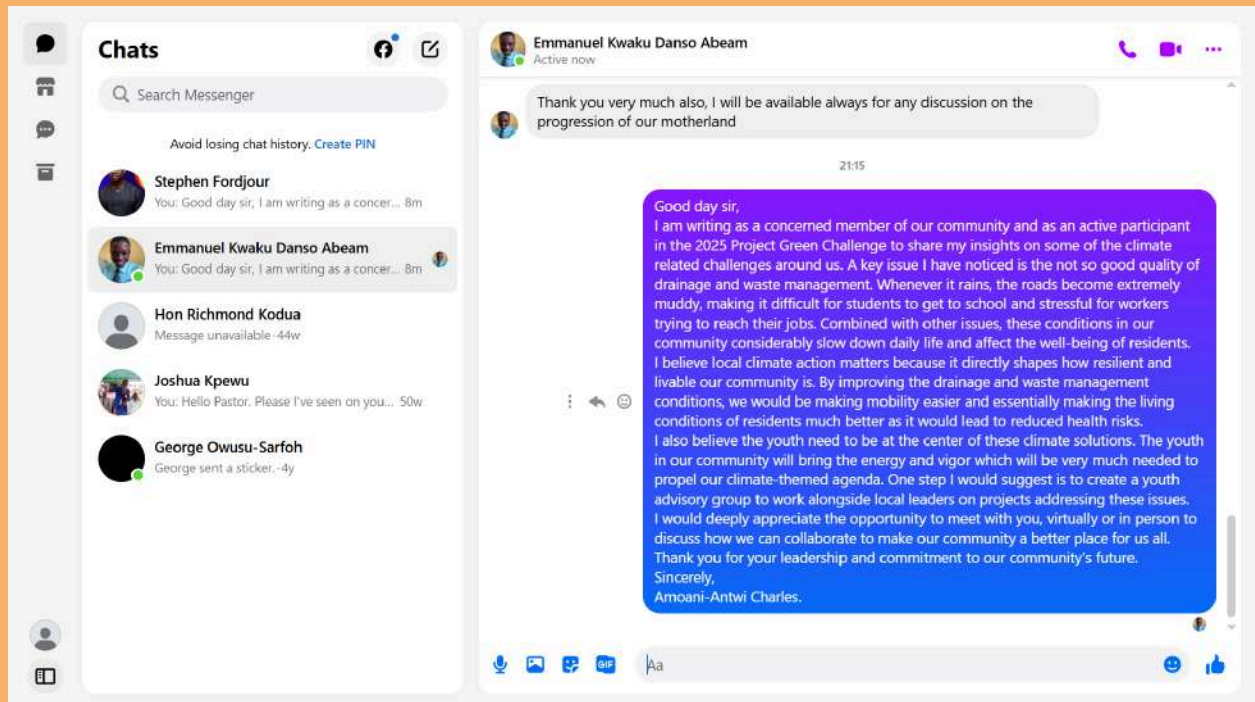 Chats
Search Messenger
Avoid losing chat history. Create PIN
Stephen Fordjour
You: Good day sir, I am writing as a concer... 8m
Emmanuel Kwaku Danso Abeam
You: Good day sir, I am writing as a concer... 8m
Hon Richmond Kodua
Message unavailable · 44w
Joshua Kpewu
You: Hello Pastor. Please I've seen on you... 50w
George Owusu-Sarfoh
George sent a sticker. · 4y
Emmanuel Kwaku Danso Abeam
Active now
Thank you very much also, I will be available always for any discussion on the
progression of our motherland
21:15
Good day sir,
I am writing as a concerned member of our community and as an active participant
in the 2025 Project Green Challenge to share my insights on some of the climate
related challenges around us. A key issue I have noticed is the not so good quality of
drainage and waste management. Whenever it rains, the roads become extremely
muddy, making it difficult for students to get to school and stressful for workers
trying to reach their jobs. Combined with other issues, these conditions in our
community considerably slow down daily life and affect the well-being of residents.
I believe local climate action matters because it directly shapes how resilient and
livable our community is. By improving the drainage and waste management
conditions, we would be making mobility easier and essentially making the living
conditions of residents much better as it would lead to reduced health risks.
I also believe the youth need to be at the center of these climate solutions. The youth
in our community will bring the energy and vigor which will be very much needed to
propel our climate-themed agenda. One step I would suggest is to create a youth
advisory group to work alongside local leaders on projects addressing these issues.
I would deeply appreciate the opportunity to meet with you, virtually or in person to
discuss how we can collaborate to make our community a better place for us all.
Thank you for your leadership and commitment to our community's future.
Sincerely,
Amoani-Antwi Charles.
GIF
Aa